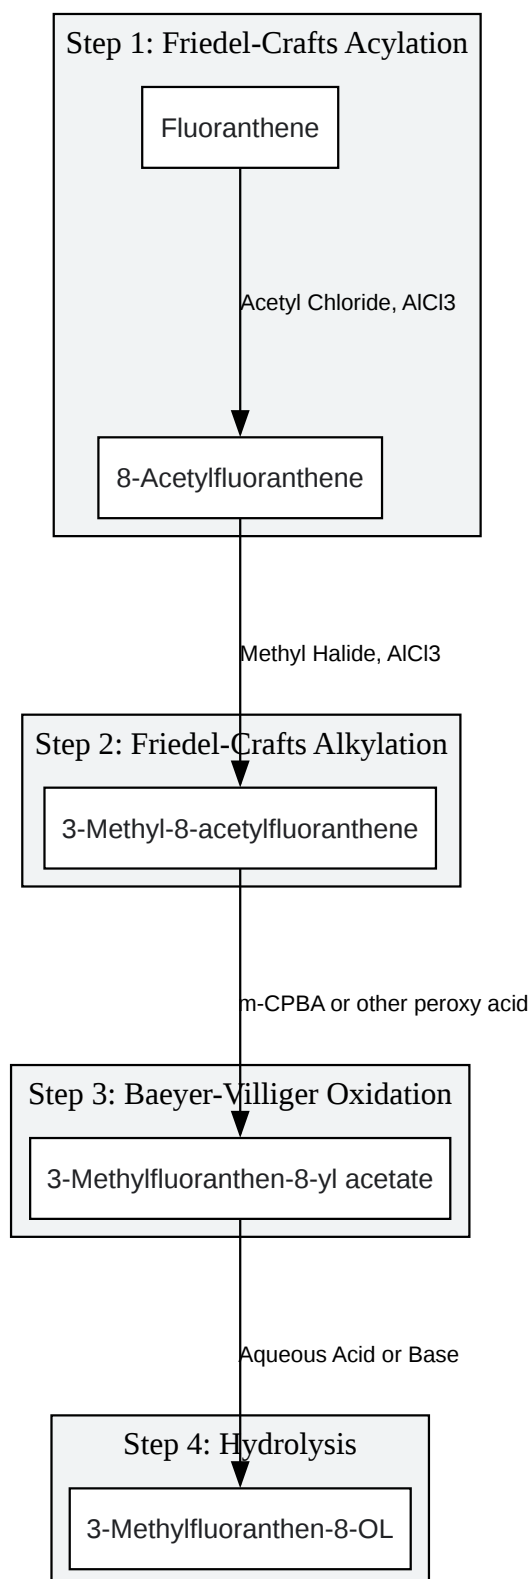 Step 1: Friedel-Crafts Acylation
Fluoranthene
Acetyl Chloride, AlCl3
8-Acetylfluoranthene
Methyl Halide, AlCl3
Step 2: Friedel-Crafts Alkylation
3-Methyl-8-acetylfluoranthene
m-CPBA or other peroxy acid
Step 3: Baeyer-Villiger Oxidation
3-Methylfluoranthen-8-yl acetate
Aqueous Acid or Base
Step 4: Hydrolysis
3-Methylfluoranthen-8-OL